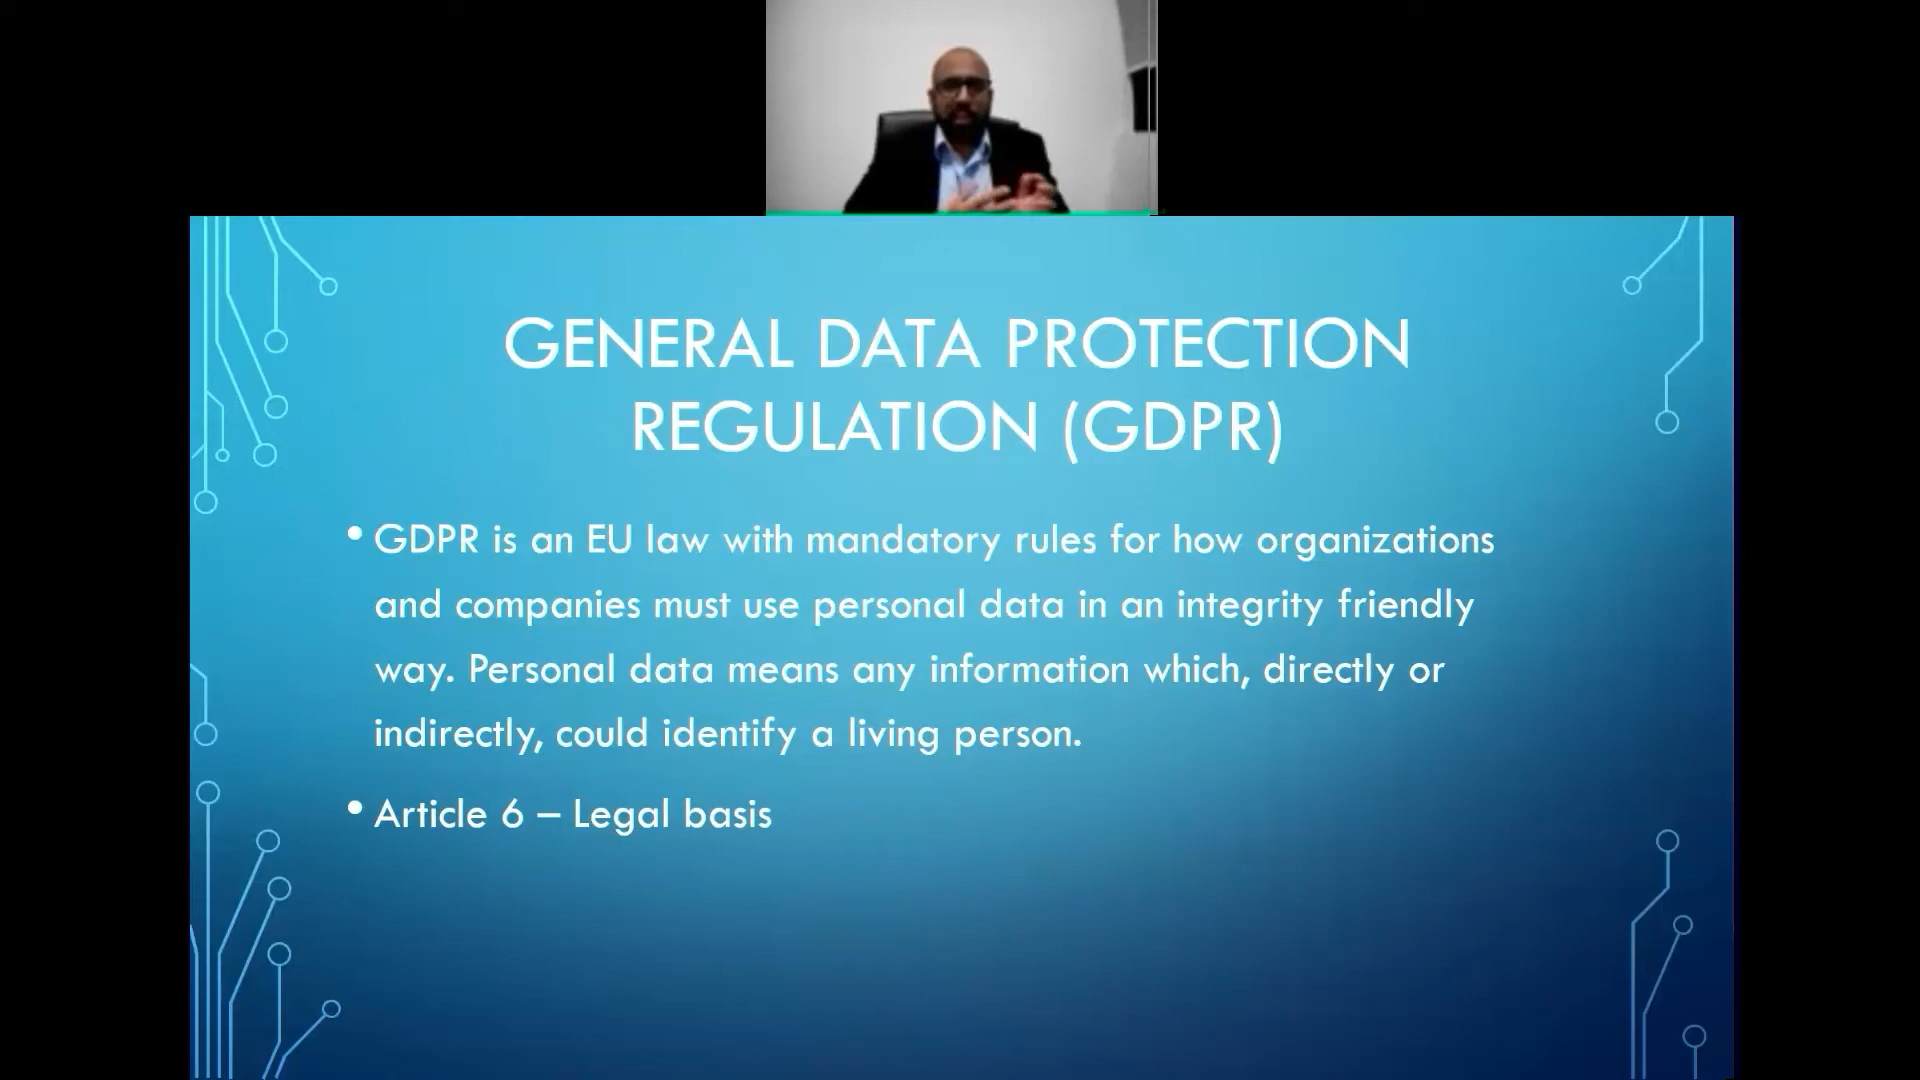 GENERAL DATA PROTECTION
REGULATION (GDPR)
• GDPR is an EU law with mandatory rules for how organizations
and companies must use personal data in an integrity friendly
way. Personal data means any information which, directly or
indirectly, could identify a living person.
• Article 6 – Legal basis